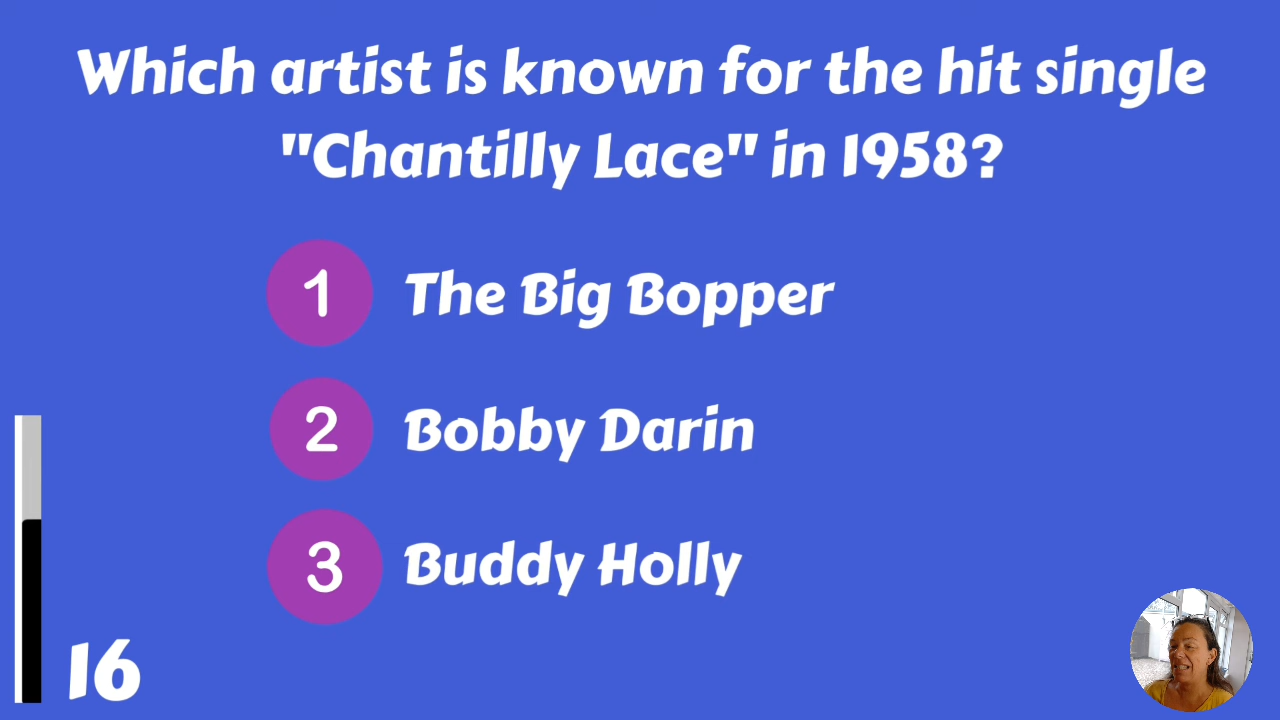 Which artist is known for the hit single
"Chantilly Lace" in 1958?
1 The Big Bopper
2 Bobby Darin
3 Buddy Holly
16